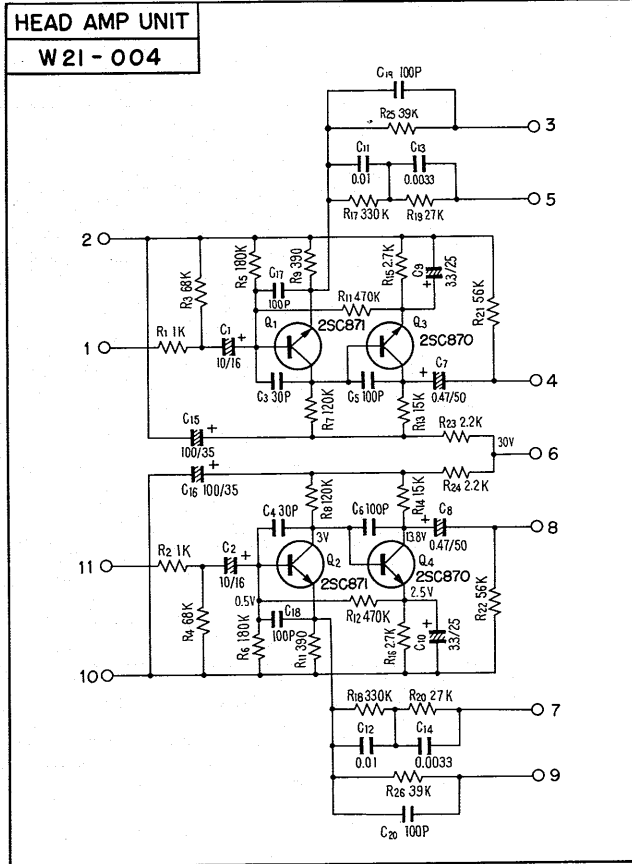 HEAD AMP UNIT
W21-004
C19 100P
R25 39K
3
C11
0.01
C13
0.0033
R17 330K
R19 27K
5
2
R3 68K
R5 180K
C17
100P
R9 390
R15 2.7K
C9
33/25
R11 470K
R21 56K
Q1
2SC871
Q3
2SC870
1
R1 1K
C1
10/16
C3 30P
C5 100P
C7
0.47/50
4
R7 120K
R13 15K
C15
100/35
R23 2.2K
30V
6
C16 100/35
R24 2.2K
R8 120K
R14 15K
C4 30P
C6 100P
C8
0.47/50
8
3V
13.8V
11
R2 1K
C2
10/16
Q2
2SC871
Q4
2SC870
0.5V
2.5V
R4 68K
R6 180K
C18
100P
R11 390
R12 470K
R16 2.7K
C10
33/25
R22 56K
10
R18 330K
R20 27K
7
C12
0.01
C14
0.0033
R26 39K
9
C20 100P